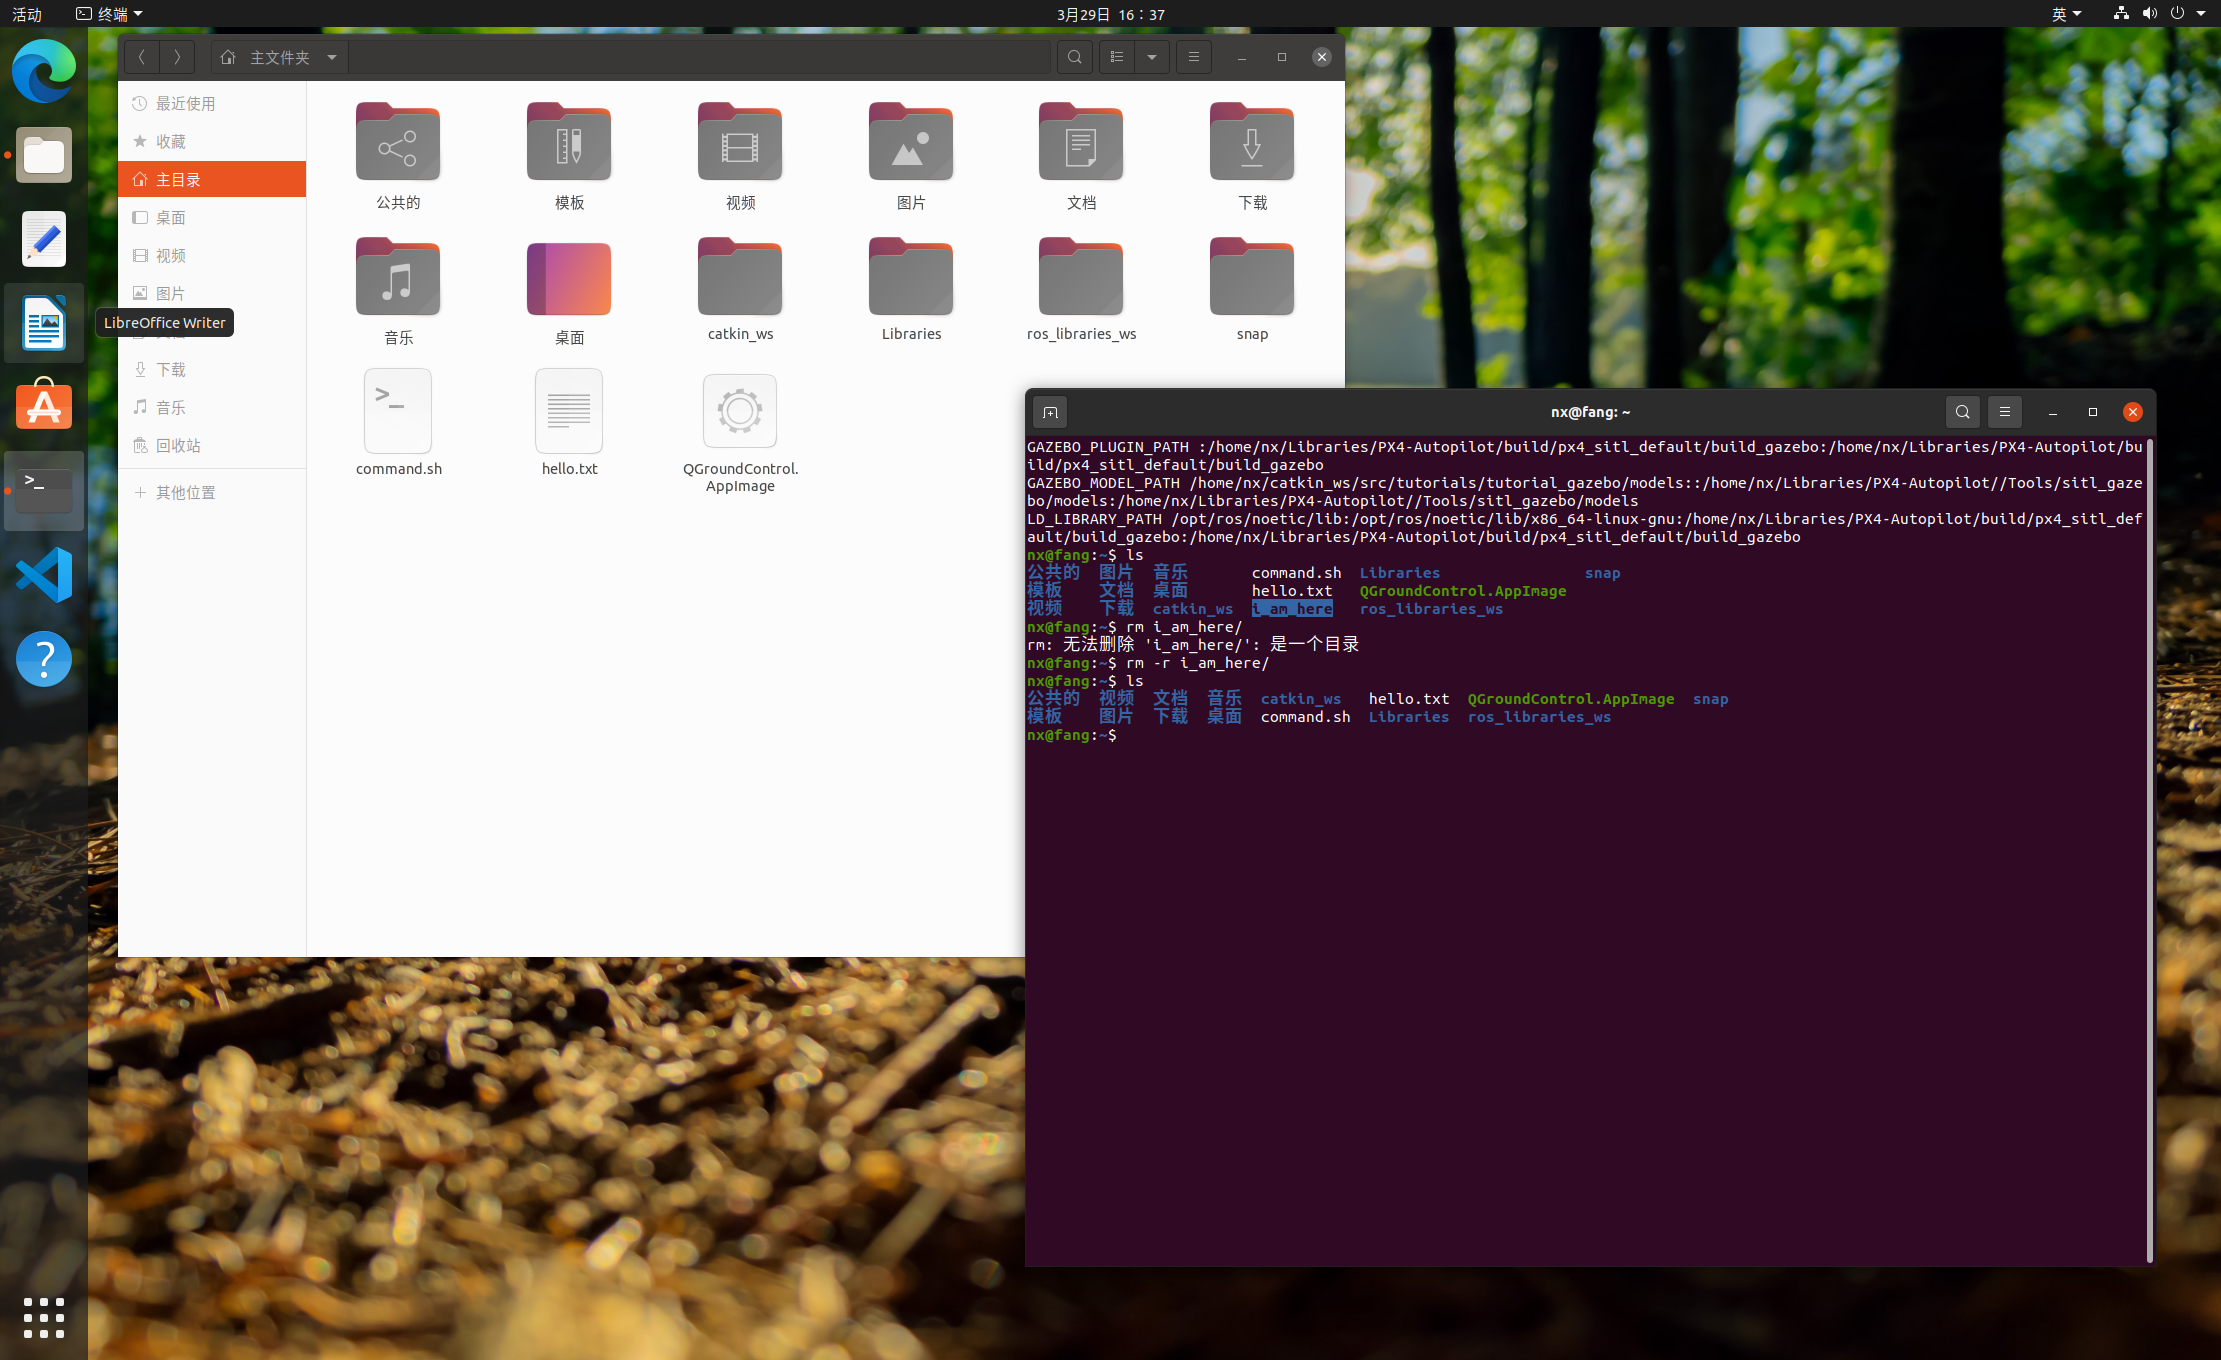 活动
终端
3月29日 16：37
英
主文件夹
最近使用
收藏
主目录
桌面
视频
图片
LibreOffice Writer
下载
音乐
回收站
其他位置
公共的
模板
视频
图片
文档
下载
音乐
桌面
catkin_ws
Libraries
ros_libraries_ws
snap
command.sh
hello.txt
QGroundControl.
AppImage
nx@fang: ~
GAZEBO_PLUGIN_PATH :/home/nx/Libraries/PX4-Autopilot/build/px4_sitl_default/build_gazebo:/home/nx/Libraries/PX4-Autopilot/bu
ild/px4_sitl_default/build_gazebo
GAZEBO_MODEL_PATH /home/nx/catkin_ws/src/tutorials/tutorial_gazebo/models::/home/nx/Libraries/PX4-Autopilot//Tools/sitl_gaze
bo/models:/home/nx/Libraries/PX4-Autopilot//Tools/sitl_gazebo/models
LD_LIBRARY_PATH /opt/ros/noetic/lib:/opt/ros/noetic/lib/x86_64-linux-gnu:/home/nx/Libraries/PX4-Autopilot/build/px4_sitl_def
ault/build_gazebo:/home/nx/Libraries/PX4-Autopilot/build/px4_sitl_default/build_gazebo
nx@fang:~$ ls
公共的 图片 音乐 command.sh Libraries snap
模板 文档 桌面 hello.txt QGroundControl.AppImage
视频 下载 catkin_ws i_am_here ros_libraries_ws
nx@fang:~$ rm i_am_here/
rm: 无法删除 'i_am_here/': 是一个目录
nx@fang:~$ rm -r i_am_here/
nx@fang:~$ ls
公共的 视频 文档 音乐 catkin_ws hello.txt QGroundControl.AppImage snap
模板 图片 下载 桌面 command.sh Libraries ros_libraries_ws
nx@fang:~$